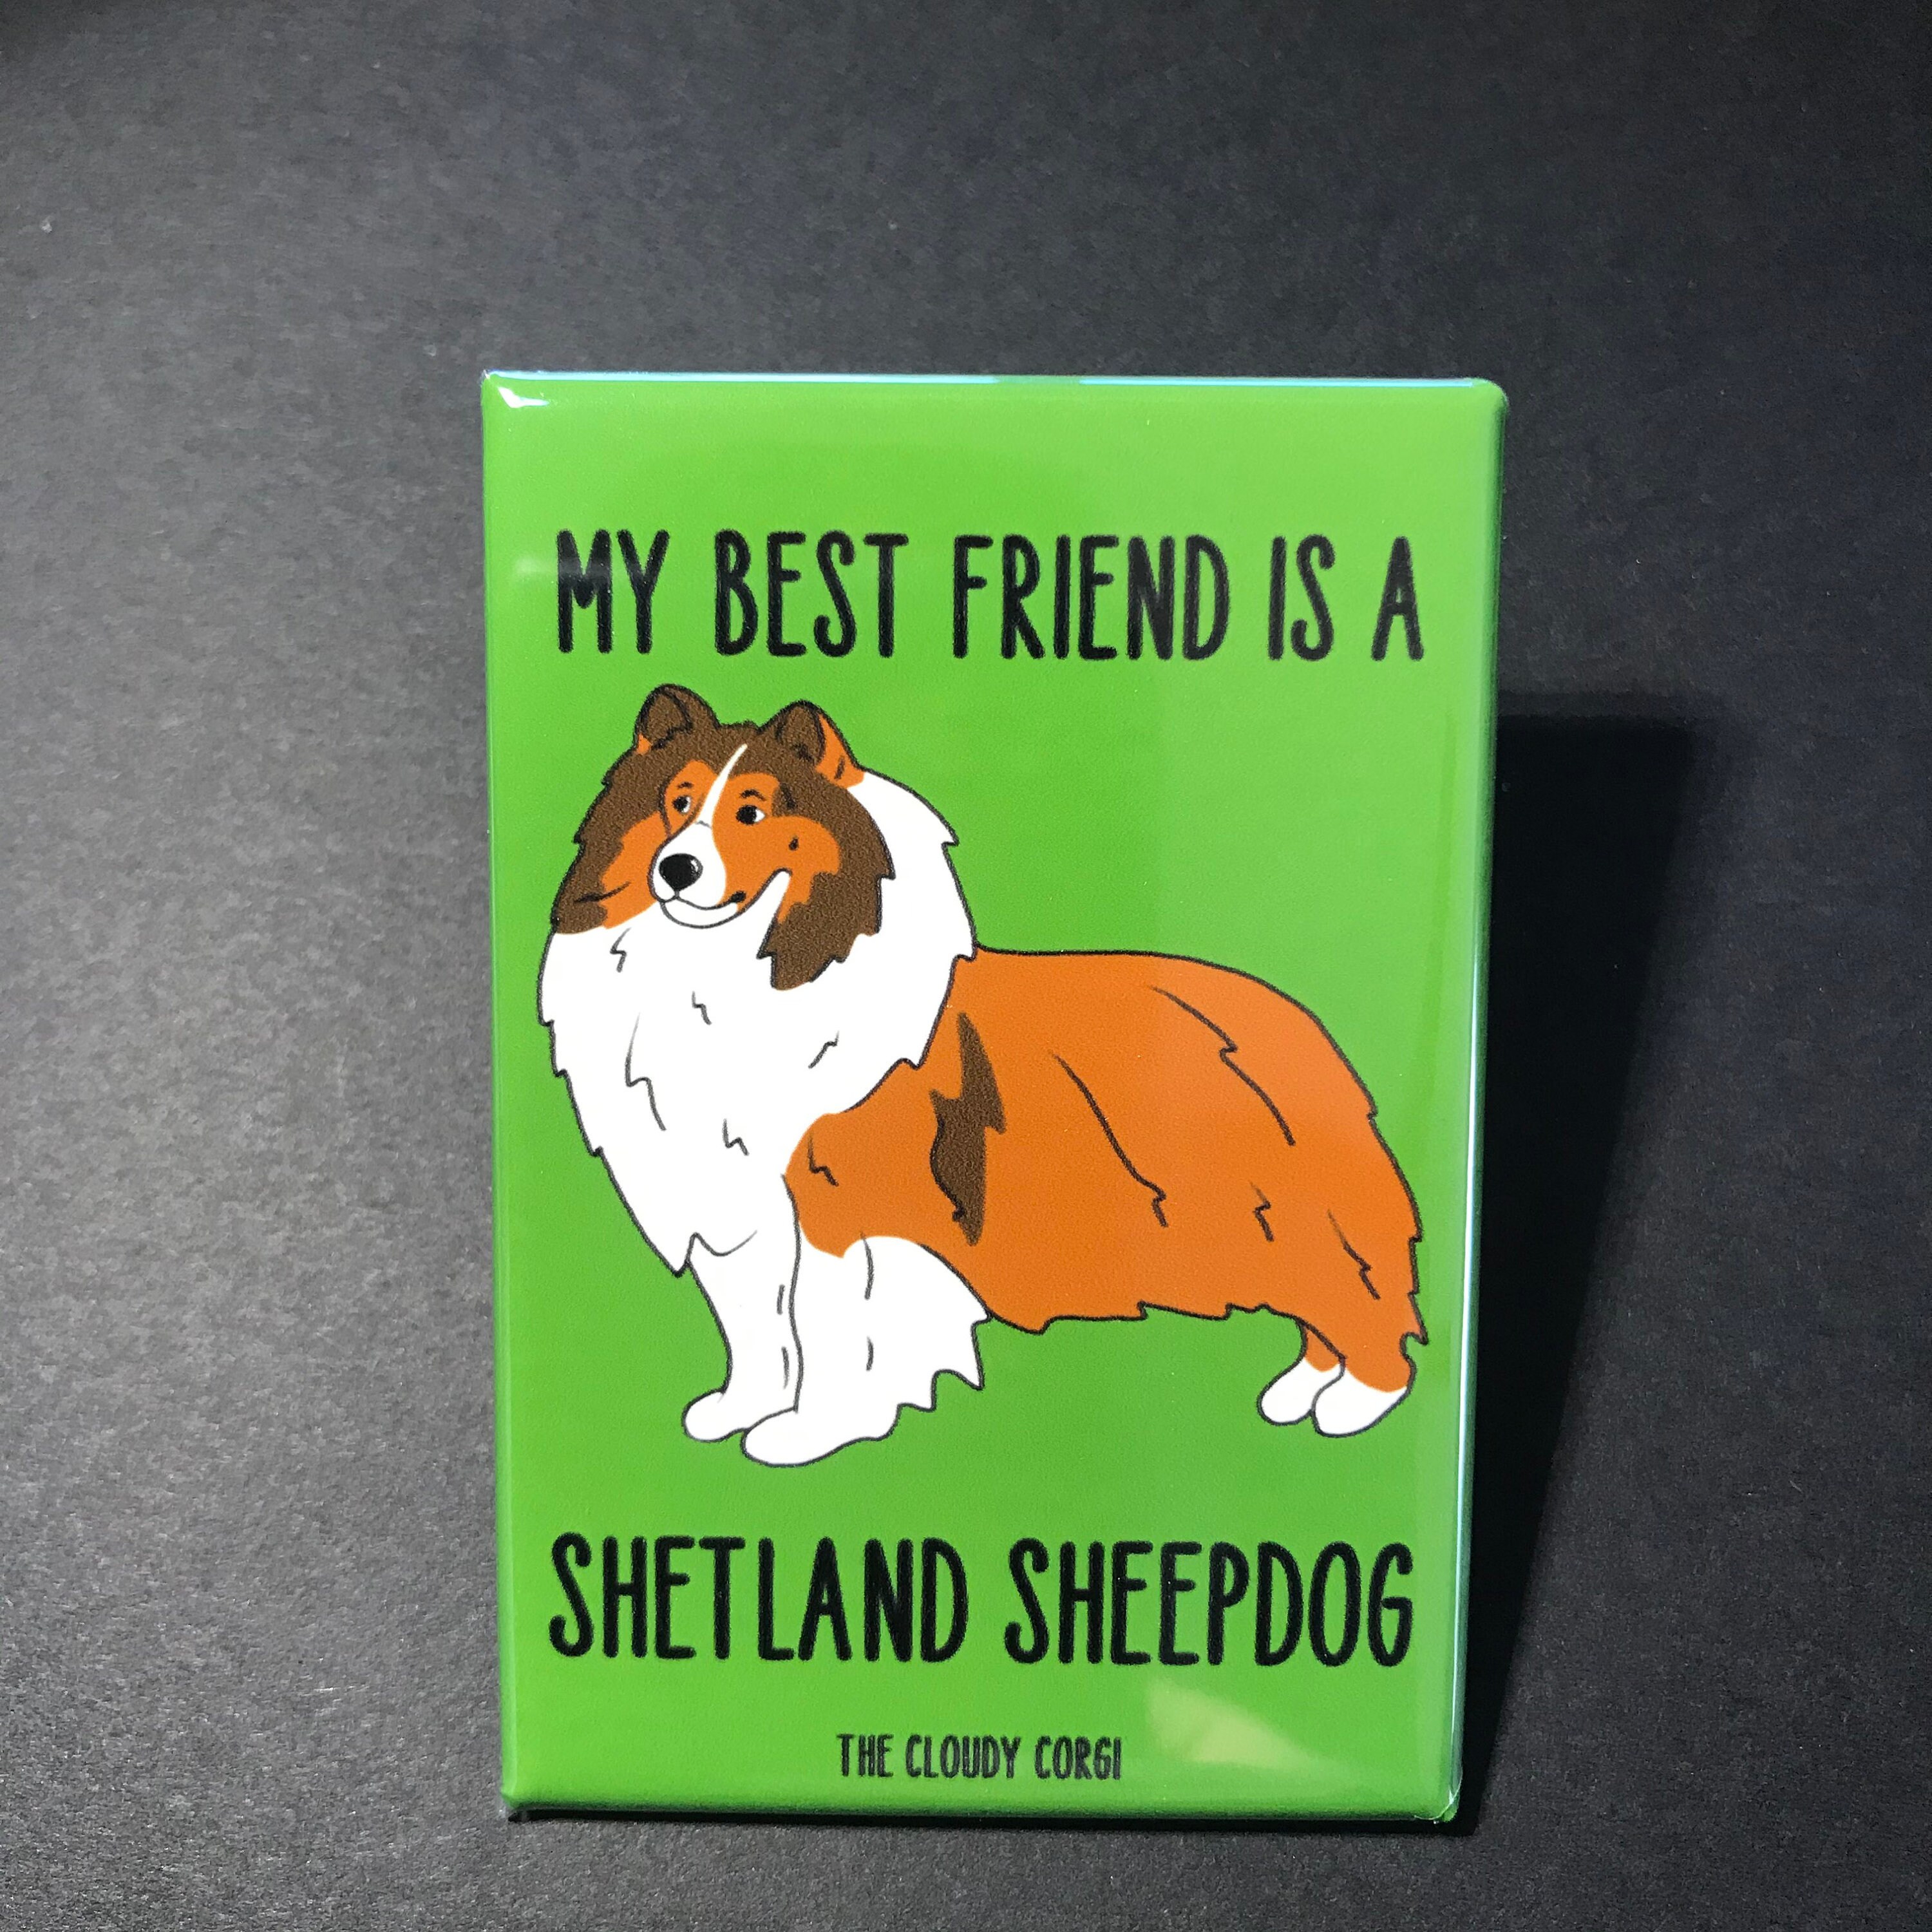 MY BEST FRIEND IS A
SHETLAND SHEEPDOG
THE CLOUDY CORGI